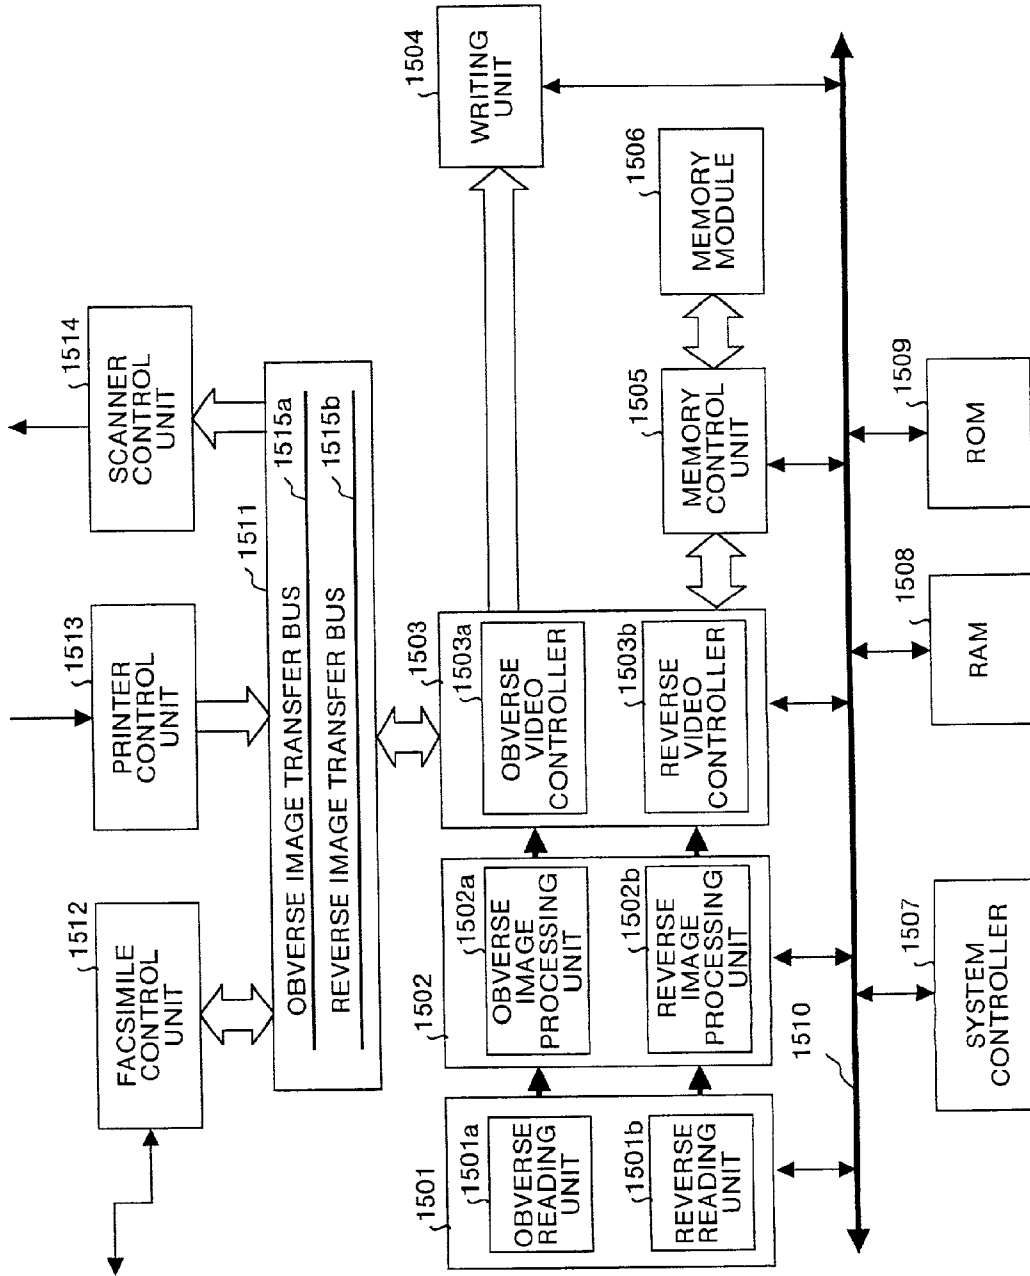 1512
FACSIMILE
CONTROL
UNIT
1513
PRINTER
CONTROL
UNIT
1514
SCANNER
CONTROL
UNIT
1511
OBVERSE IMAGE TRANSFER BUS
1515a
REVERSE IMAGE TRANSFER BUS
1515b
1501
1501a
OBVERSE
READING
UNIT
1501b
REVERSE
READING
UNIT
1502
1502a
OBVERSE
IMAGE
PROCESSING
UNIT
1502b
REVERSE
IMAGE
PROCESSING
UNIT
1503
1503a
OBVERSE
VIDEO
CONTROLLER
1503b
REVERSE
VIDEO
CONTROLLER
1504
WRITING
UNIT
1505
MEMORY
CONTROL
UNIT
1506
MEMORY
MODULE
1510
1507
SYSTEM
CONTROLLER
1508
RAM
1509
ROM